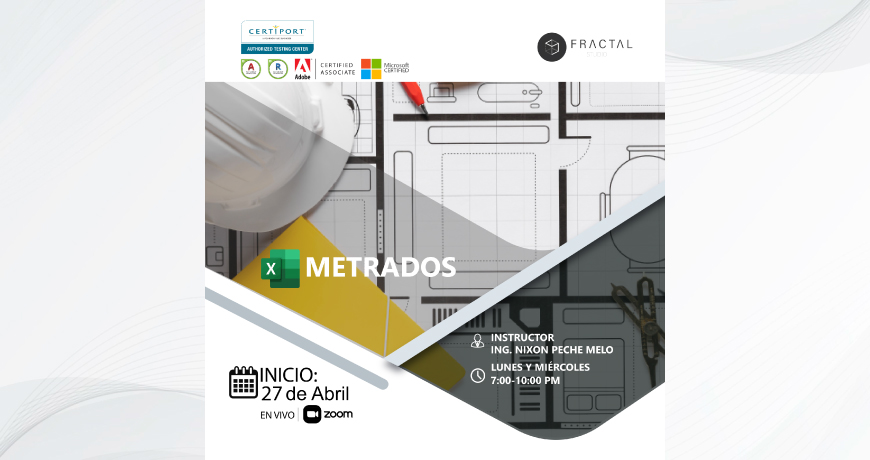 CERTIPORT
AUTHORIZED TESTING CENTER
A
R
Adobe
CERTIFIED
ASSOCIATE
Microsoft
CERTIFIED
FRACTAL
X
METRADOS
INSTRUCTOR
ING. NIXON PECHE MELO
LUNES Y MIÉRCOLES
7:00-10:00 PM
INICIO:
27 de Abril
EN VIVO
zoom